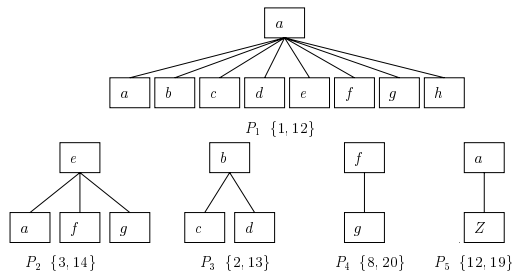 a
a b c d e f g h
P₁ {1, 12}
e b f a
a f g c d g Z
P₂ {3, 14} P₃ {2, 13} P₄ {8, 20} P₅ {12, 19}